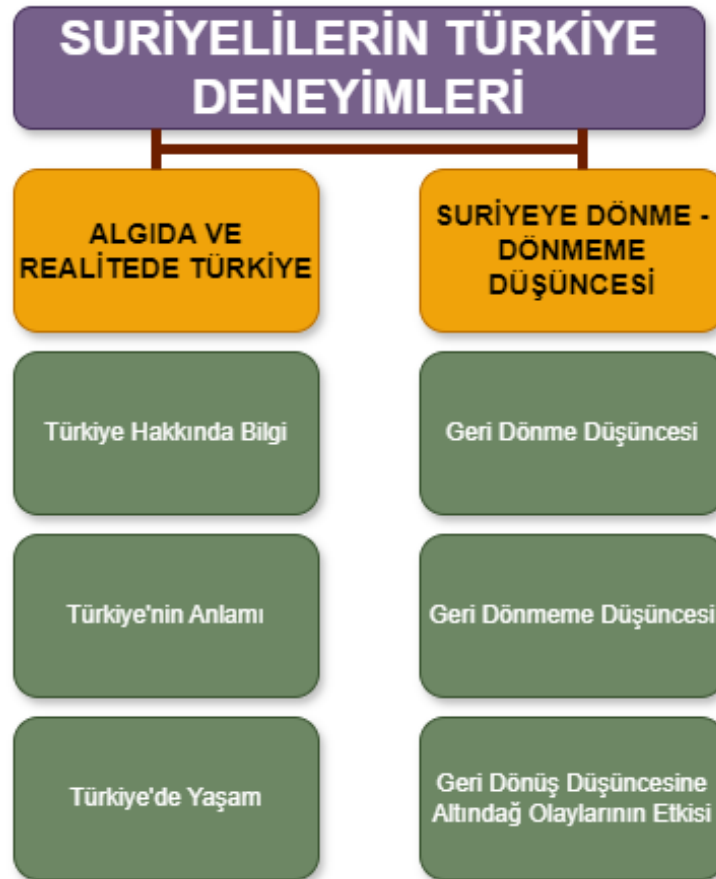 SURİYELİLERİN TÜRKİYE
DENEYİMLERİ
ALGIDA VE
REALİTEDE TÜRKİYE
Türkiye Hakkında Bilgi
Türkiye'nin Anlamı
Türkiye'de Yaşam
SURİYEYE DÖNME -
DÖNMEME
DÜŞÜNCESİ
Geri Dönme Düşüncesi
Geri Dönmeme Düşüncesi
Geri Dönüş Düşüncesine
Altındağ Olaylarının Etkisi